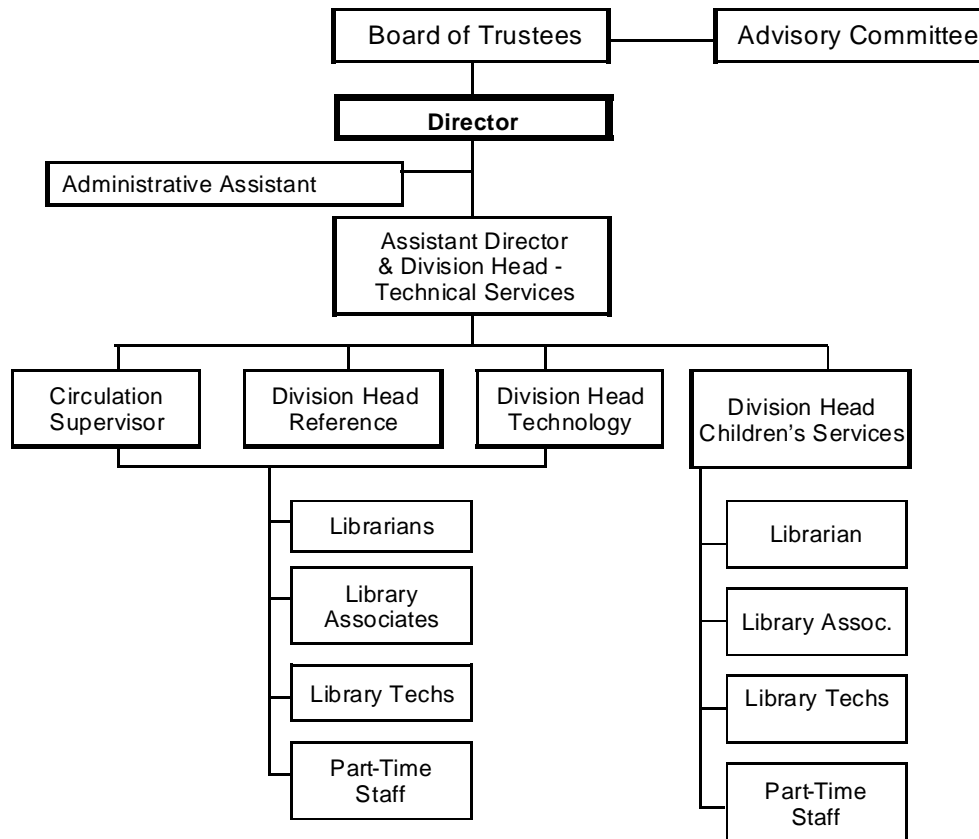 Board of Trustees
Advisory Committee
Director
Administrative Assistant
Assistant Director
& Division Head -
Technical Services
Circulation
Supervisor
Division Head
Reference
Division Head
Technology
Division Head
Children's Services
Librarians
Library
Associates
Library Techs
Part-Time
Staff
Librarian
Library Assoc.
Library Techs
Part-Time
Staff